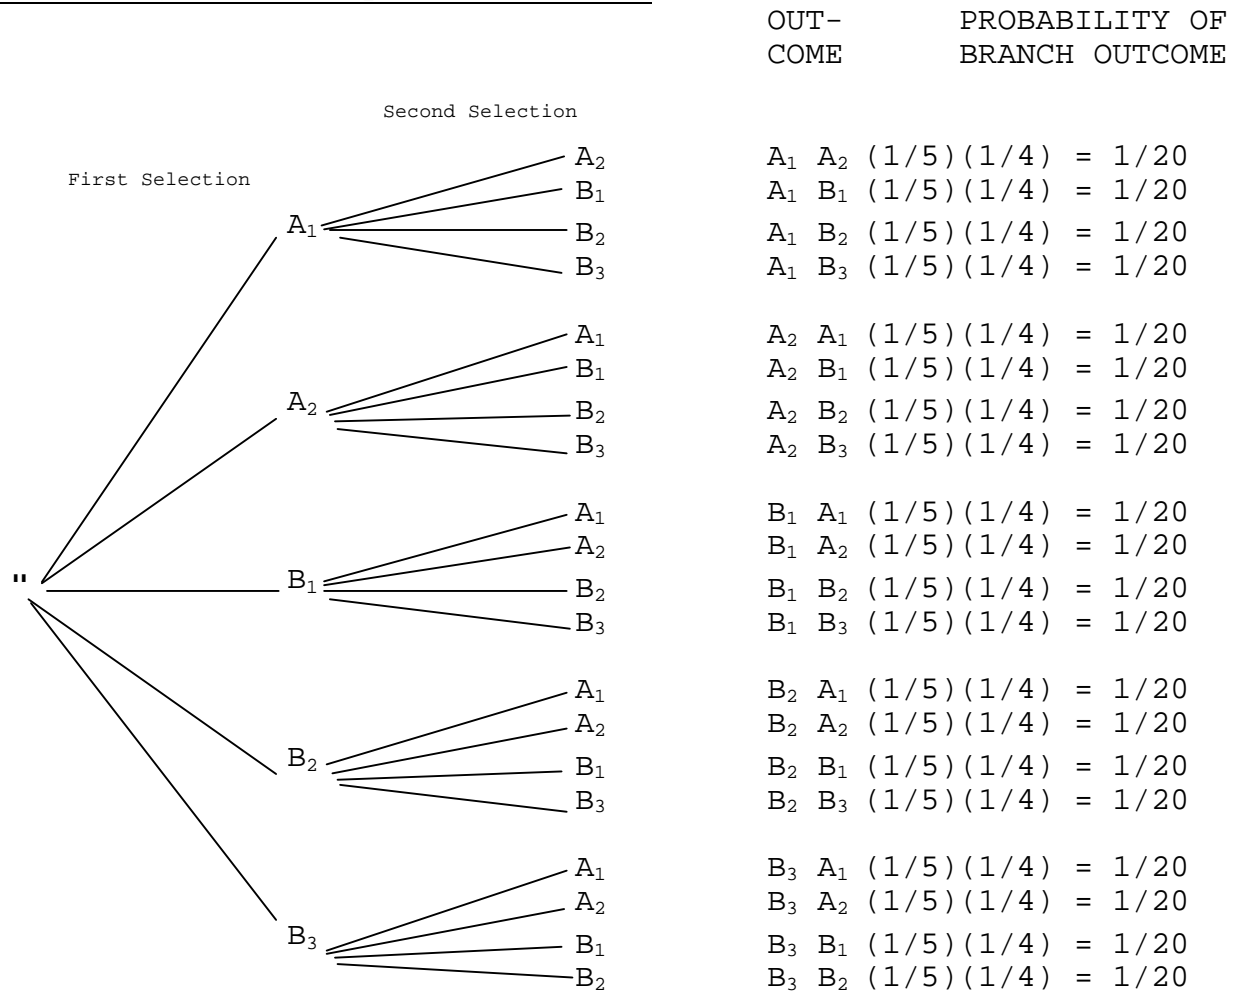 OUT- PROBABILITY OF
COME BRANCH OUTCOME
Second Selection
First Selection
A₂ A₁ A₂ (1/5)(1/4) = 1/20
B₁ A₁ B₁ (1/5)(1/4) = 1/20
A₁ B₂ A₁ B₂ (1/5)(1/4) = 1/20
B₃ A₁ B₃ (1/5)(1/4) = 1/20
A₁ A₂ A₁ (1/5)(1/4) = 1/20
B₁ A₂ B₁ (1/5)(1/4) = 1/20
A₂ B₂ A₂ B₂ (1/5)(1/4) = 1/20
B₃ A₂ B₃ (1/5)(1/4) = 1/20
A₁ B₁ A₁ (1/5)(1/4) = 1/20
A₂ B₁ A₂ (1/5)(1/4) = 1/20
" B₁ B₂ B₁ B₂ (1/5)(1/4) = 1/20
B₃ B₁ B₃ (1/5)(1/4) = 1/20
A₁ B₂ A₁ (1/5)(1/4) = 1/20
A₂ B₂ A₂ (1/5)(1/4) = 1/20
B₂ B₁ B₂ B₁ (1/5)(1/4) = 1/20
B₃ B₂ B₃ (1/5)(1/4) = 1/20
A₁ B₃ A₁ (1/5)(1/4) = 1/20
A₂ B₃ A₂ (1/5)(1/4) = 1/20
B₃ B₁ B₃ B₁ (1/5)(1/4) = 1/20
B₂ B₃ B₂ (1/5)(1/4) = 1/20